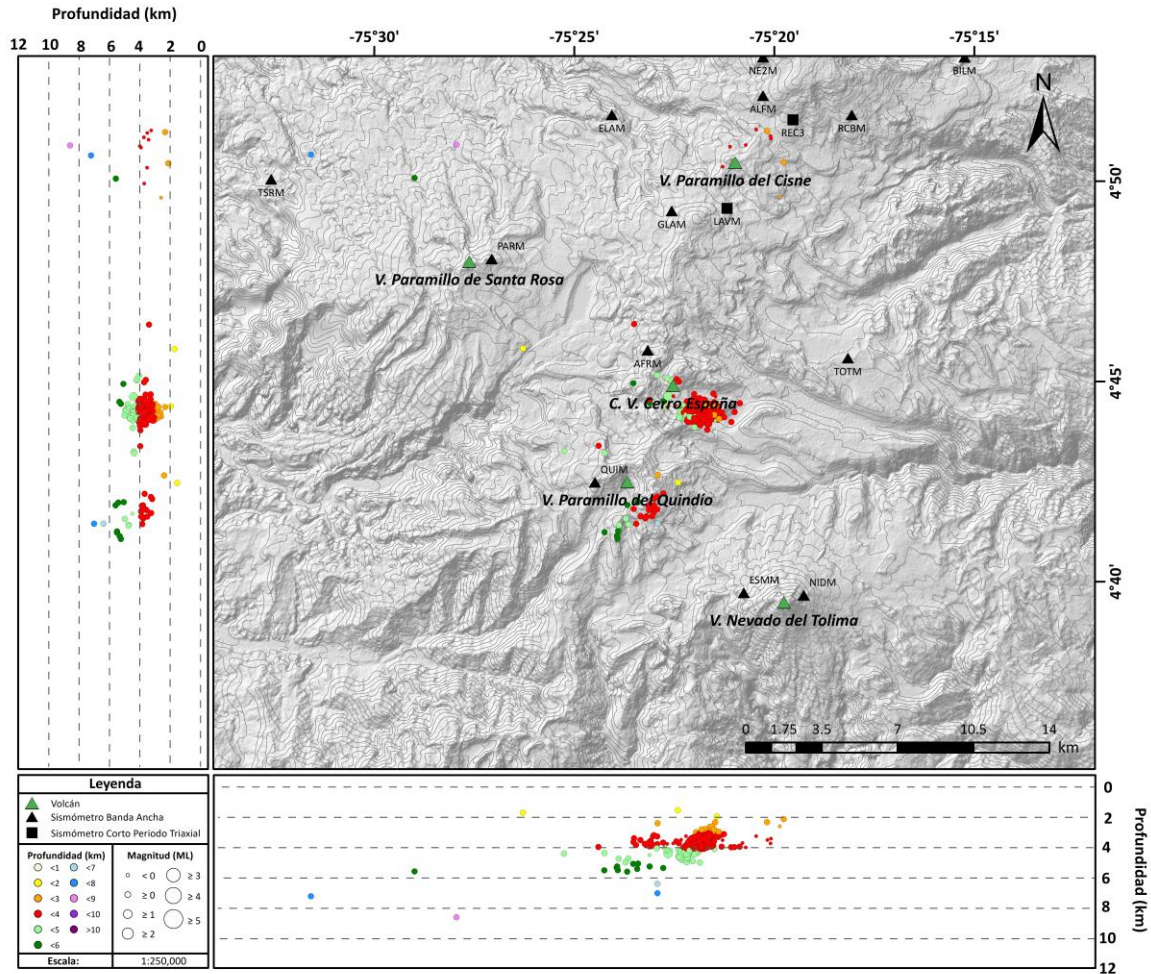 Profundidad (km)
12 10 8 6 4 2 0
-75°30' -75°25' -75°20' -75°15'
NE2M
BILM
N
ALFM
ELAM
REC3
RCBM
V. Paramillo del Cisne
4°50'
TSRM
GLAM
LAVM
PARM
V. Paramillo de Santa Rosa
AFRM
TOTM
4°45'
C. V. Cerro España
QUIM
V. Paramillo del Quindío
ESMM
NIDM
4°40'
V. Nevado del Tolima
0 1.75 3.5 7 10.5 14
km
Leyenda
Volcán
Sismómetro Banda Ancha
Sismómetro Corto Periodo Triaxial
Profundidad (km)
<1
<2
<3
<4
<5
<6
<7
<8
<9
<10
>10
Magnitud (ML)
< 0
≥ 0
≥ 1
≥ 2
≥ 3
≥ 4
≥ 5
Escala: 1:250,000
0
2
4
6
8
10
12
Profundidad (km)